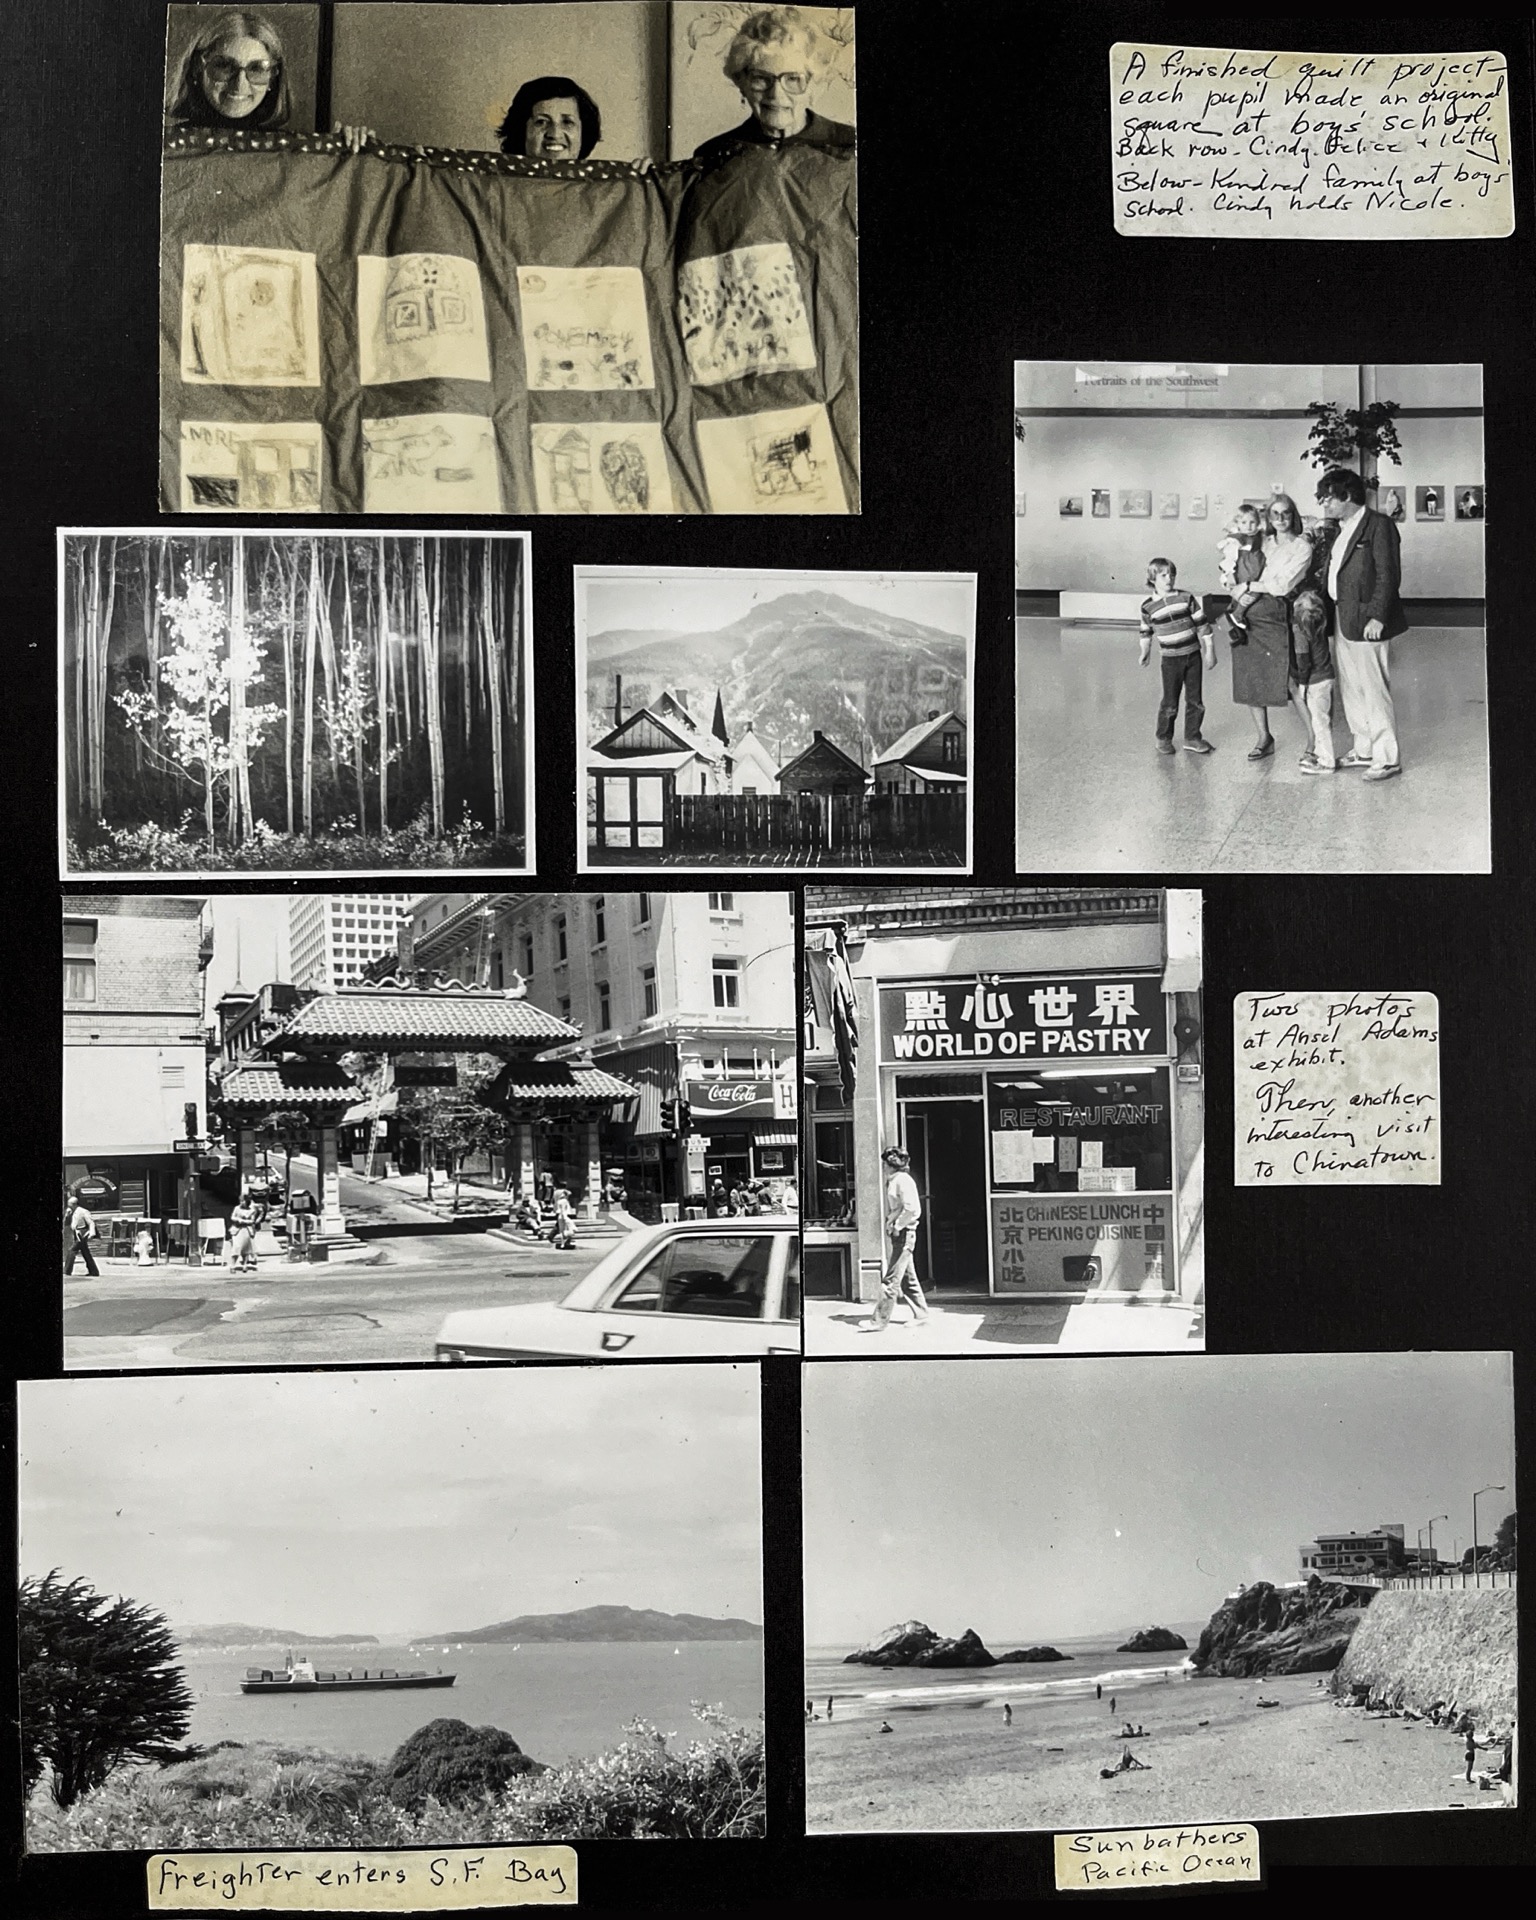 A finished quilt project-
each pupil made an original
square at boys' school.
Back row- Cindy, Felice + Kitty
Below- Kindred family at boys'
school. Cindy holds Nicole.
Portraits of the Southwest
Two photos
at Ansel Adams
exhibit.
Then, another
interesting visit
to Chinatown.
Coca-Cola
點心世界
WORLD OF PASTRY
RESTAURANT
北京小吃
CHINESE LUNCH
PEKING CUISINE
中國早點
MORE
Freighter enters S.F. Bay
Sunbathers
Pacific Ocean